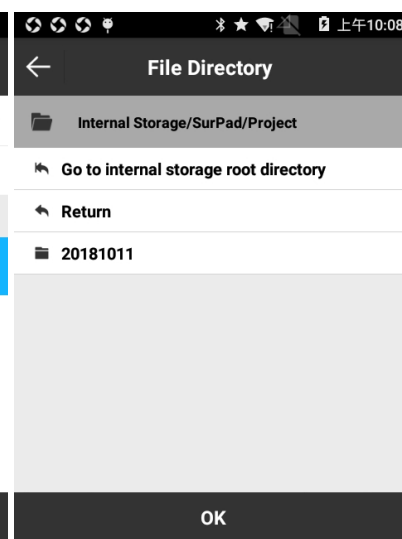 上午10:08
File Directory
Internal Storage/SurPad/Project
Go to internal storage root directory
Return
20181011
OK